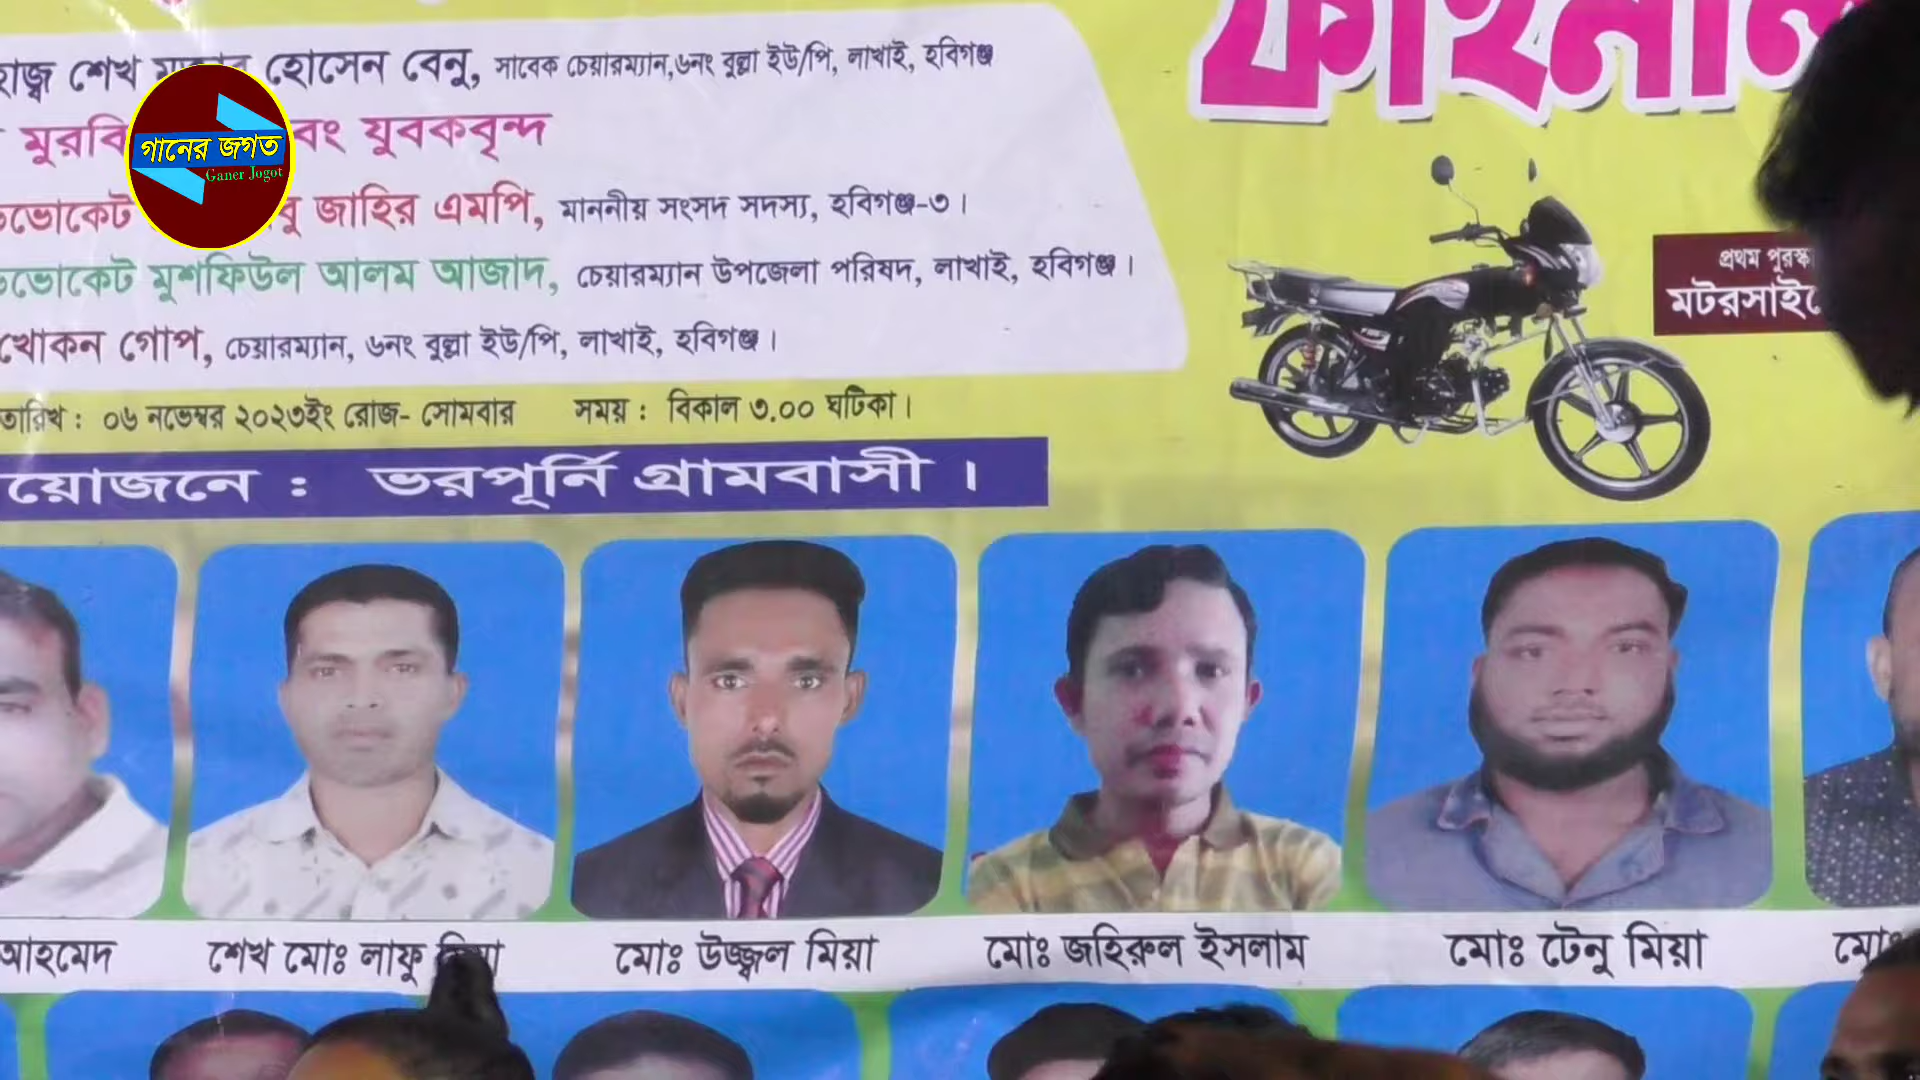 ফাইনাল
শেখ হোসেন বেনু, সাবেক চেয়ারম্যান,৬নং বুল্লা ইউ/পি, লাখাই, হবিগঞ্জ
যুবকবৃন্দ
গানের জগত
Ganer Jogot
জাহির এমপি, মাননীয় সংসদ সদস্য, হবিগঞ্জ-৩।
মুশফিউল আলম আজাদ, চেয়ারম্যান উপজেলা পরিষদ, লাখাই, হবিগঞ্জ।
খোকন গোপ, চেয়ারম্যান, ৬নং বুল্লা ইউ/পি, লাখাই, হবিগঞ্জ।
তারিখ : ০৬ নভেম্বর ২০২৩ইং রোজ- সোমবার সময় : বিকাল ৩.০০ ঘটিকা।
য়োজনে : ভরপূর্নি গ্রামবাসী।
প্রথম
আহমেদ
শেখ মোঃ লাফু মিয়া
মোঃ উজ্জ্বল মিয়া
মোঃ জহিরুল ইসলাম
মোঃ টেনু মিয়া